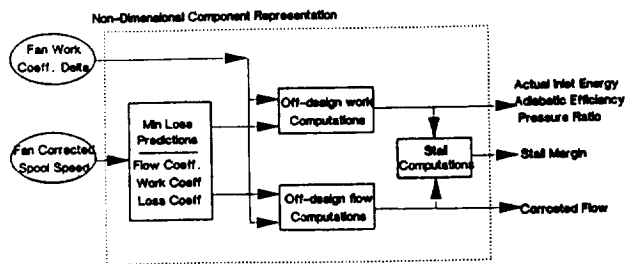 Non-Dimensional Component Representation
Fan Work
Coeff. Delta
Fan Corrected
Spool Speed
Min Loss
Predictions
Flow Coeff.
Work Coeff
Loss Coeff
Off-design work
Computations
Off-design flow
Computations
Stall
Computations
Actual Inlet Energy
Adiabatic Efficiency
Pressure Ratio
Stall Margin
Corrected Flow